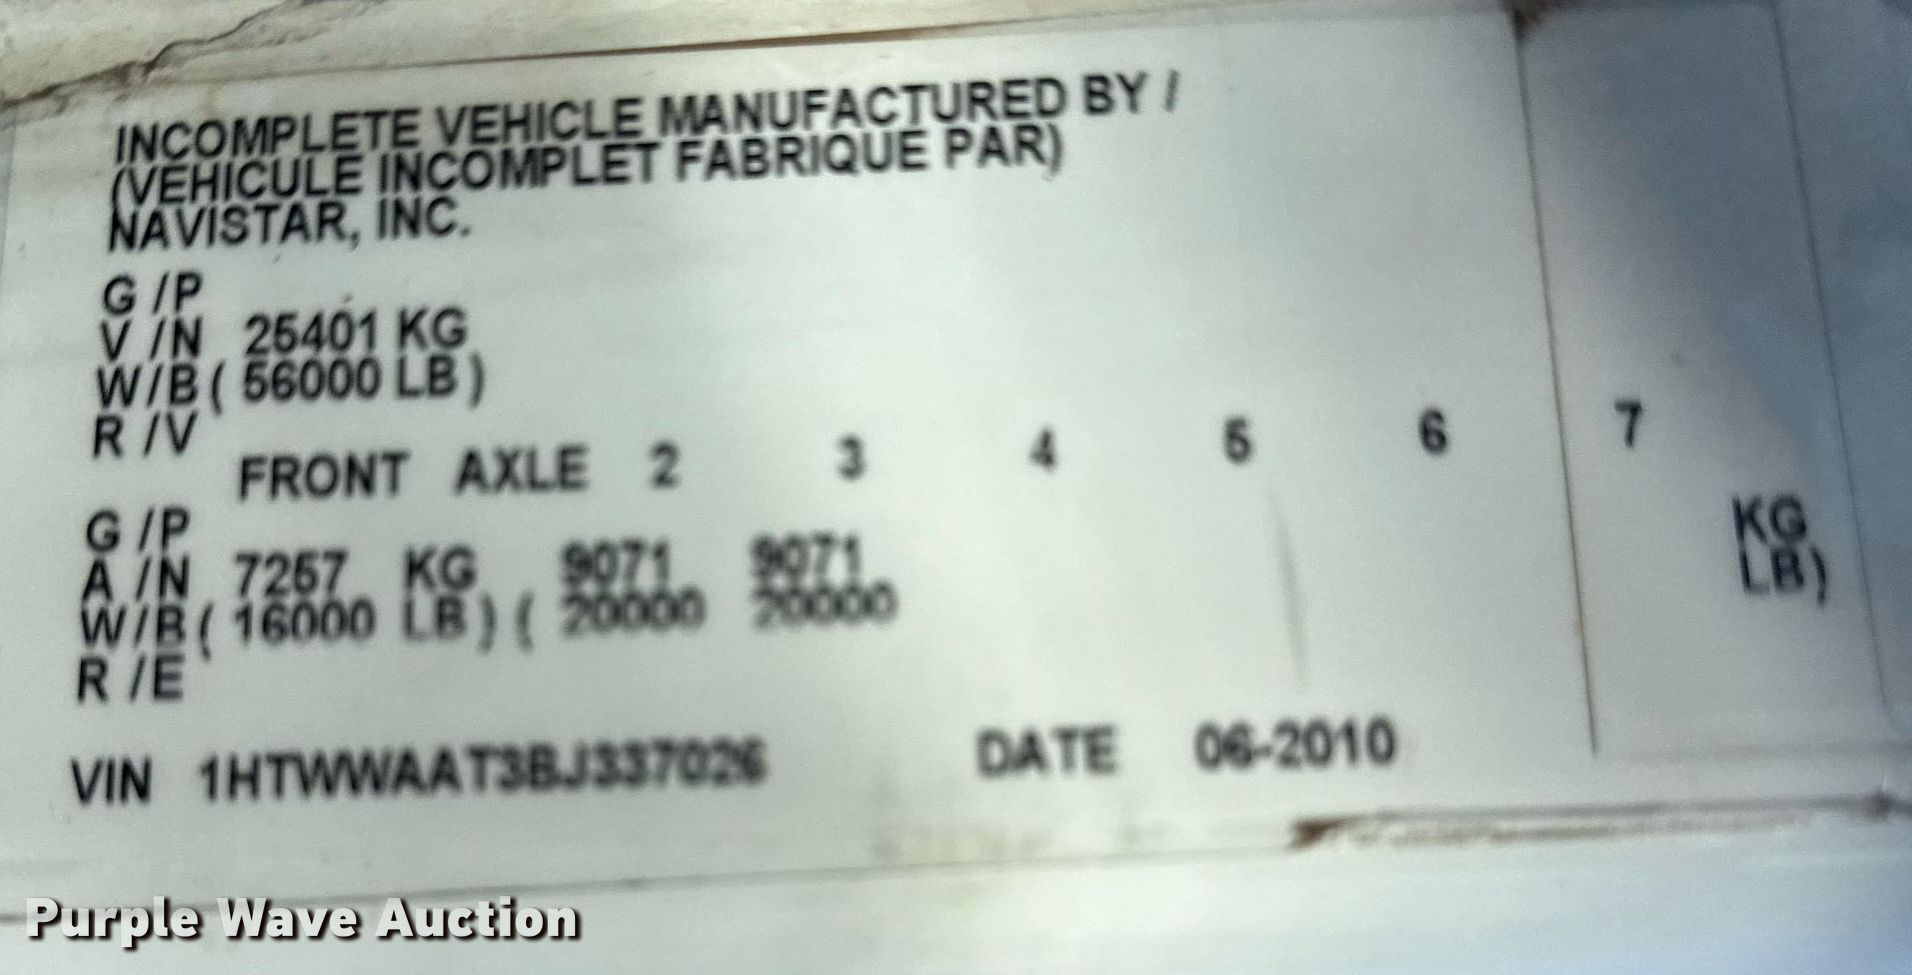 INCOMPLETE VEHICLE MANUFACTURED BY /
(VEHICULE INCOMPLET FABRIQUE PAR)
NAVISTAR, INC.
G /P
V /N 25401 KG
W/B ( 56000 LB )
R /V
FRONT AXLE 2 3 4 5 6 7
G /P
A /N 7257 KG 9071 9071 KG
W/B ( 16000 LB ) ( 20000 20000 LB )
R /E
VIN 1HTWWAAT3BJ337026 DATE 06-2010
Purple Wave Auction